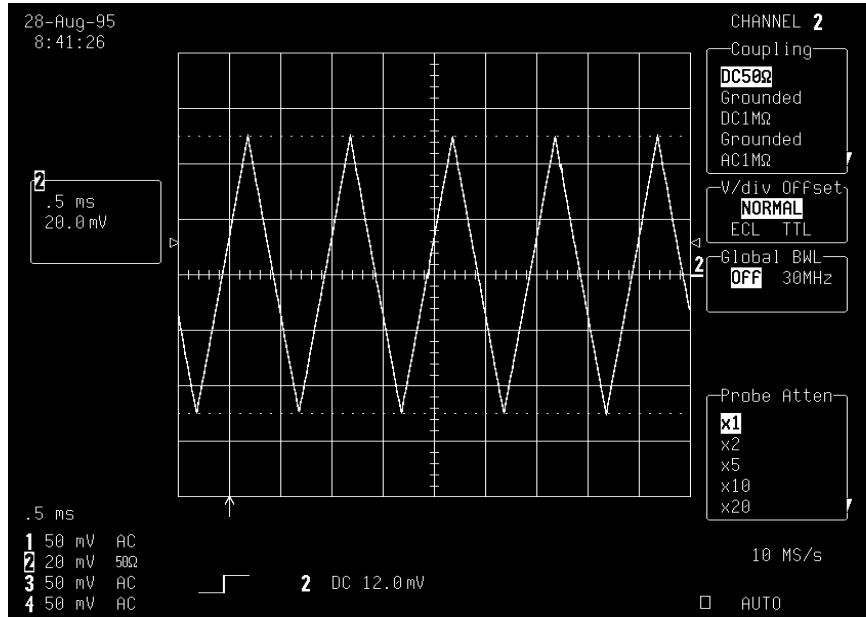 28-Aug-95
8:41:26
2
.5 ms
20.0mV
CHANNEL 2
Coupling
DC50Ω
Grounded
DC1MΩ
Grounded
AC1MΩ
V/div Offset
NORMAL
ECL TTL
2
Global BWL
Off 30MHz
Probe Atten
x1
x2
x5
x10
x20
.5 ms
1 50 mV AC
2 20 mV 50Ω
3 50 mV AC
4 50 mV AC
2 DC 12.0mV
10 MS/s
AUTO